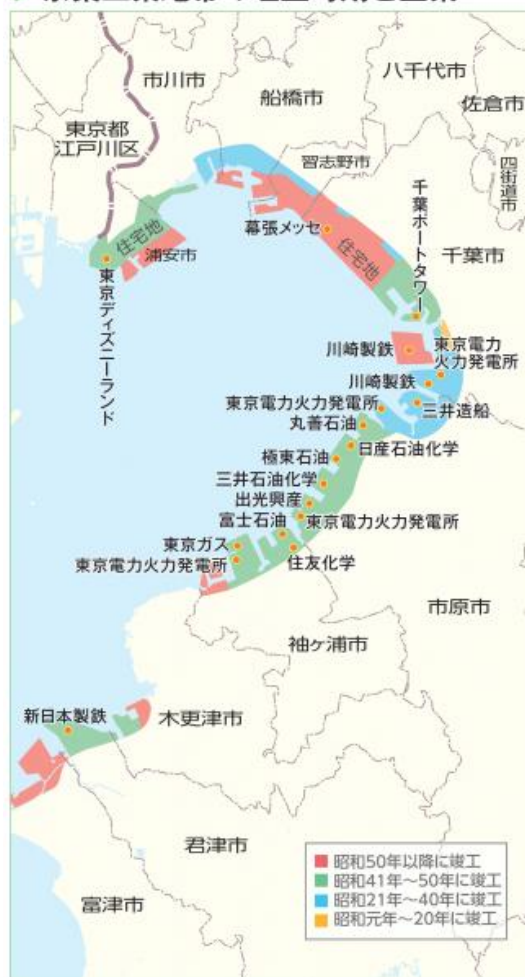 市川市
八千代市
船橋市
佐倉市
東京都
江戸川区
習志野市
四街道市
幕張メッセ
千葉ポートタワー
住宅地
住宅地
浦安市
千葉市
東京ディズニーランド
川崎製鉄
東京電力
火力発電所
川崎製鉄
東京電力火力発電所
三井造船
丸善石油
日産石油化学
極東石油
三井石油化学
出光興産
富士石油
東京電力火力発電所
東京ガス
東京電力火力発電所
住友化学
市原市
袖ヶ浦市
新日本製鉄
木更津市
君津市
富津市
昭和50年以降に竣工
昭和41年～50年に竣工
昭和21年～40年に竣工
昭和元年～20年に竣工